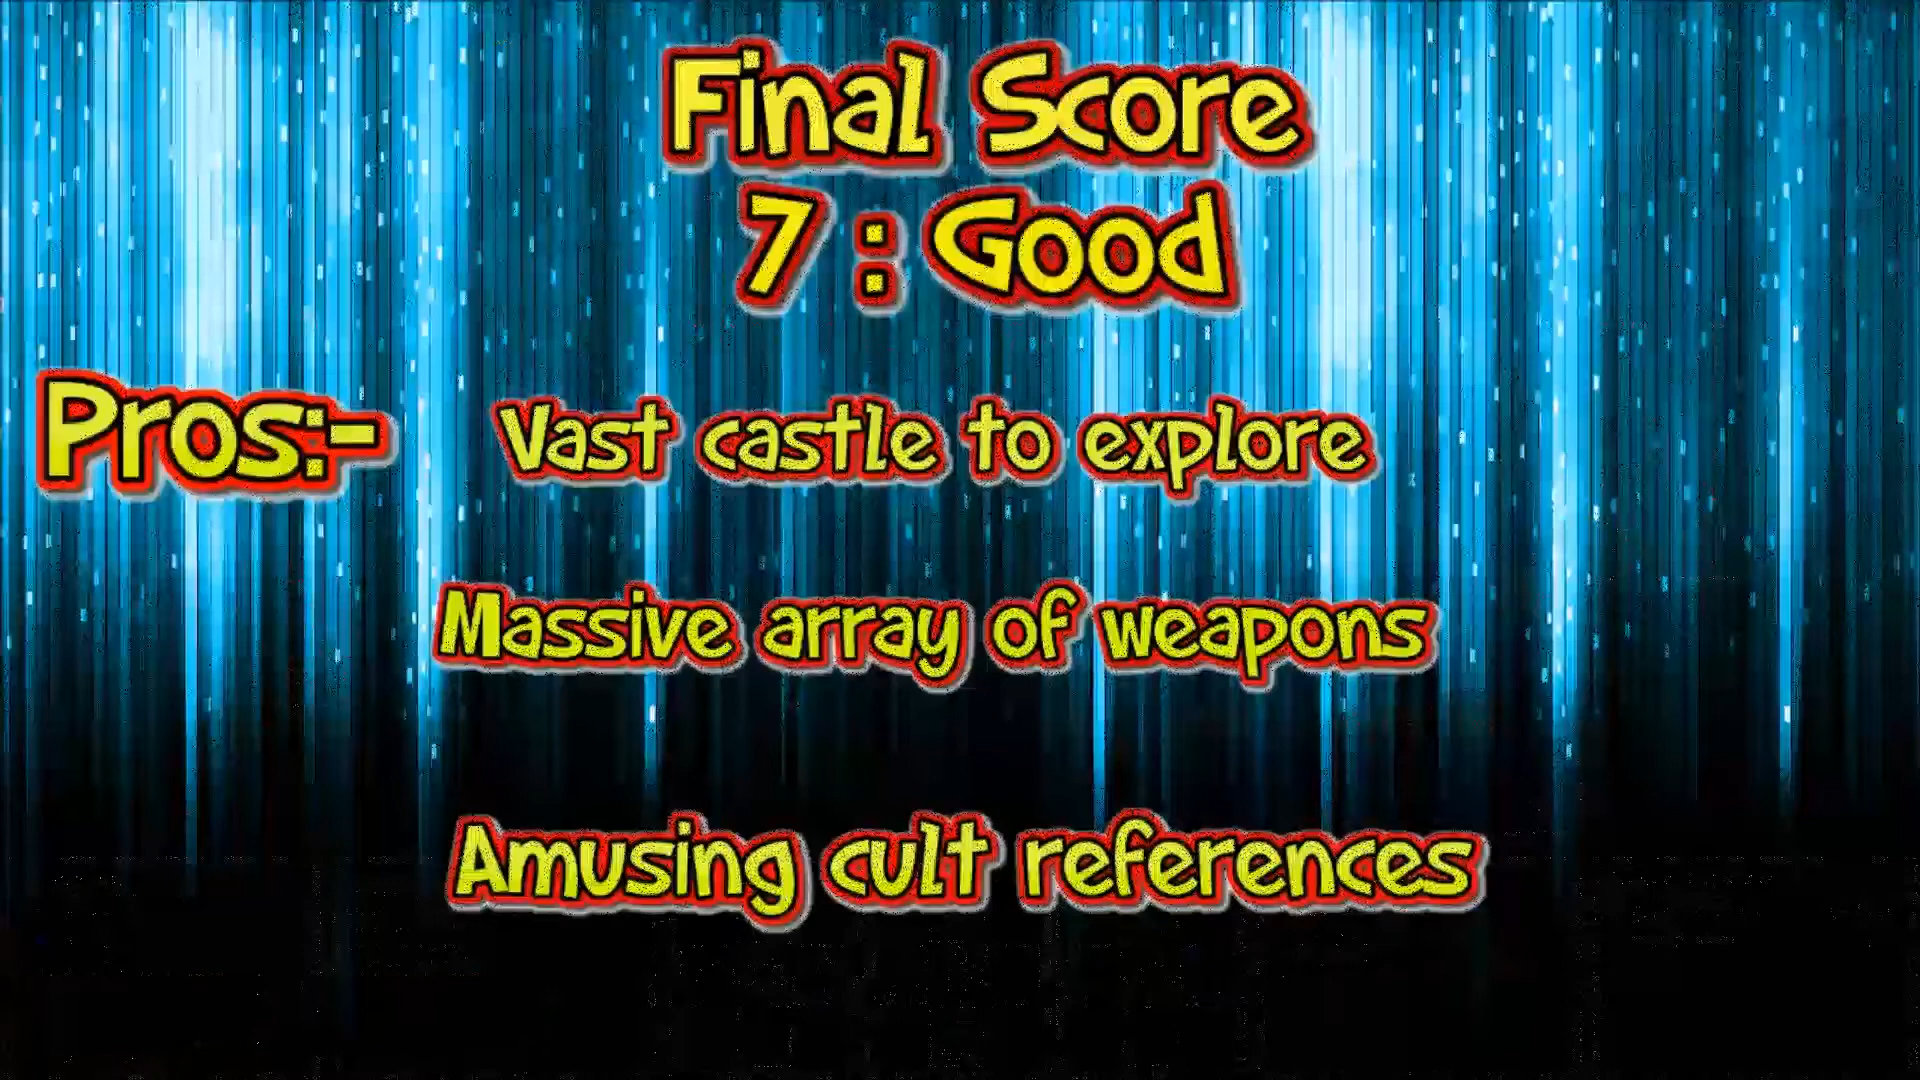 Final Score
7 : Good
Pros:- Vast castle to explore
Massive array of weapons
Amusing cult references